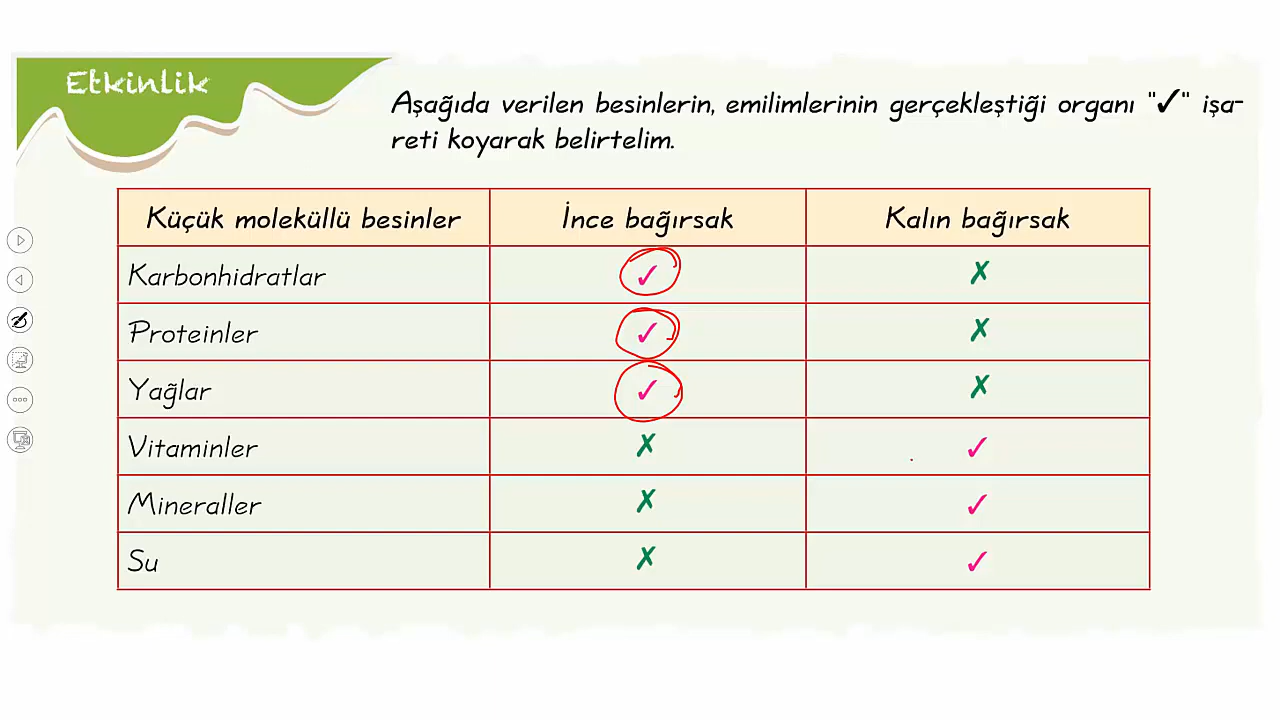 Etkinlik
Aşağıda verilen besinlerin, emilimlerinin gerçekleştiği organı "✓" işa-
reti koyarak belirtelim.
Küçük moleküllü besinler İnce bağırsak Kalın bağırsak
Karbonhidratlar ✓ ✗
Proteinler ✓ ✗
Yağlar ✓ ✗
Vitaminler ✗ ✓
Mineraller ✗ ✓
Su ✗ ✓